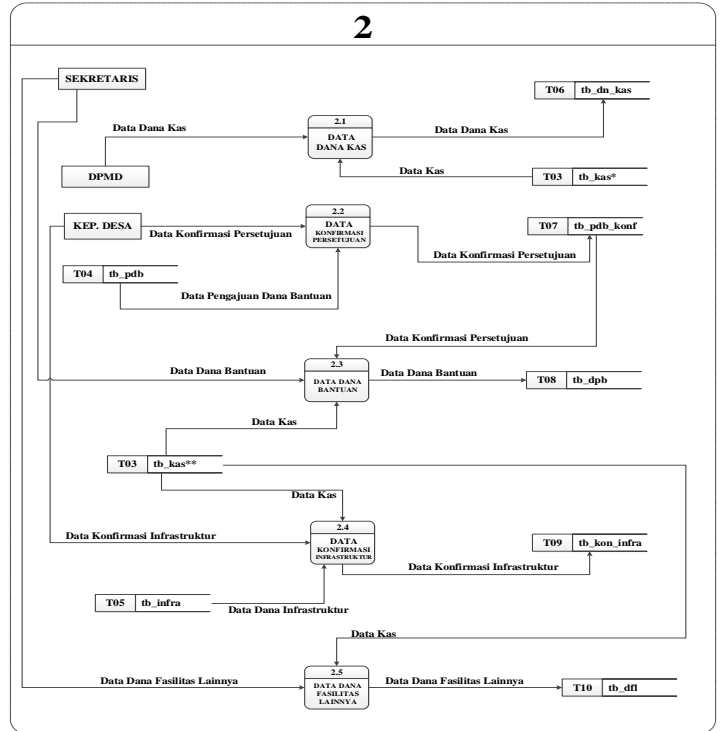 2
SEKRETARIS
T06 tb_dn_kas
2.1
DATA
DANA KAS
Data Dana Kas
Data Dana Kas
DPMD
Data Kas
T03 tb_kas*
KEP. DESA
2.2
DATA
KONFIRMASI
PERSETUJUAN
Data Konfirmasi Persetujuan
T07 tb_pdb_konf
Data Konfirmasi Persetujuan
T04 tb_pdb
Data Pengajuan Dana Bantuan
Data Konfirmasi Persetujuan
2.3
DATA DANA
BANTUAN
Data Dana Bantuan
Data Dana Bantuan
T08 tb_dpb
Data Kas
T03 tb_kas**
Data Kas
2.4
DATA
KONFIRMASI
INFRASTRUKTUR
Data Konfirmasi Infrastruktur
T09 tb_kon_infra
Data Konfirmasi Infrastruktur
T05 tb_infra
Data Dana Infrastruktur
Data Kas
2.5
DATA DANA
FASILITAS
LAINNYA
Data Dana Fasilitas Lainnya
Data Dana Fasilitas Lainnya
T10 tb_dfl